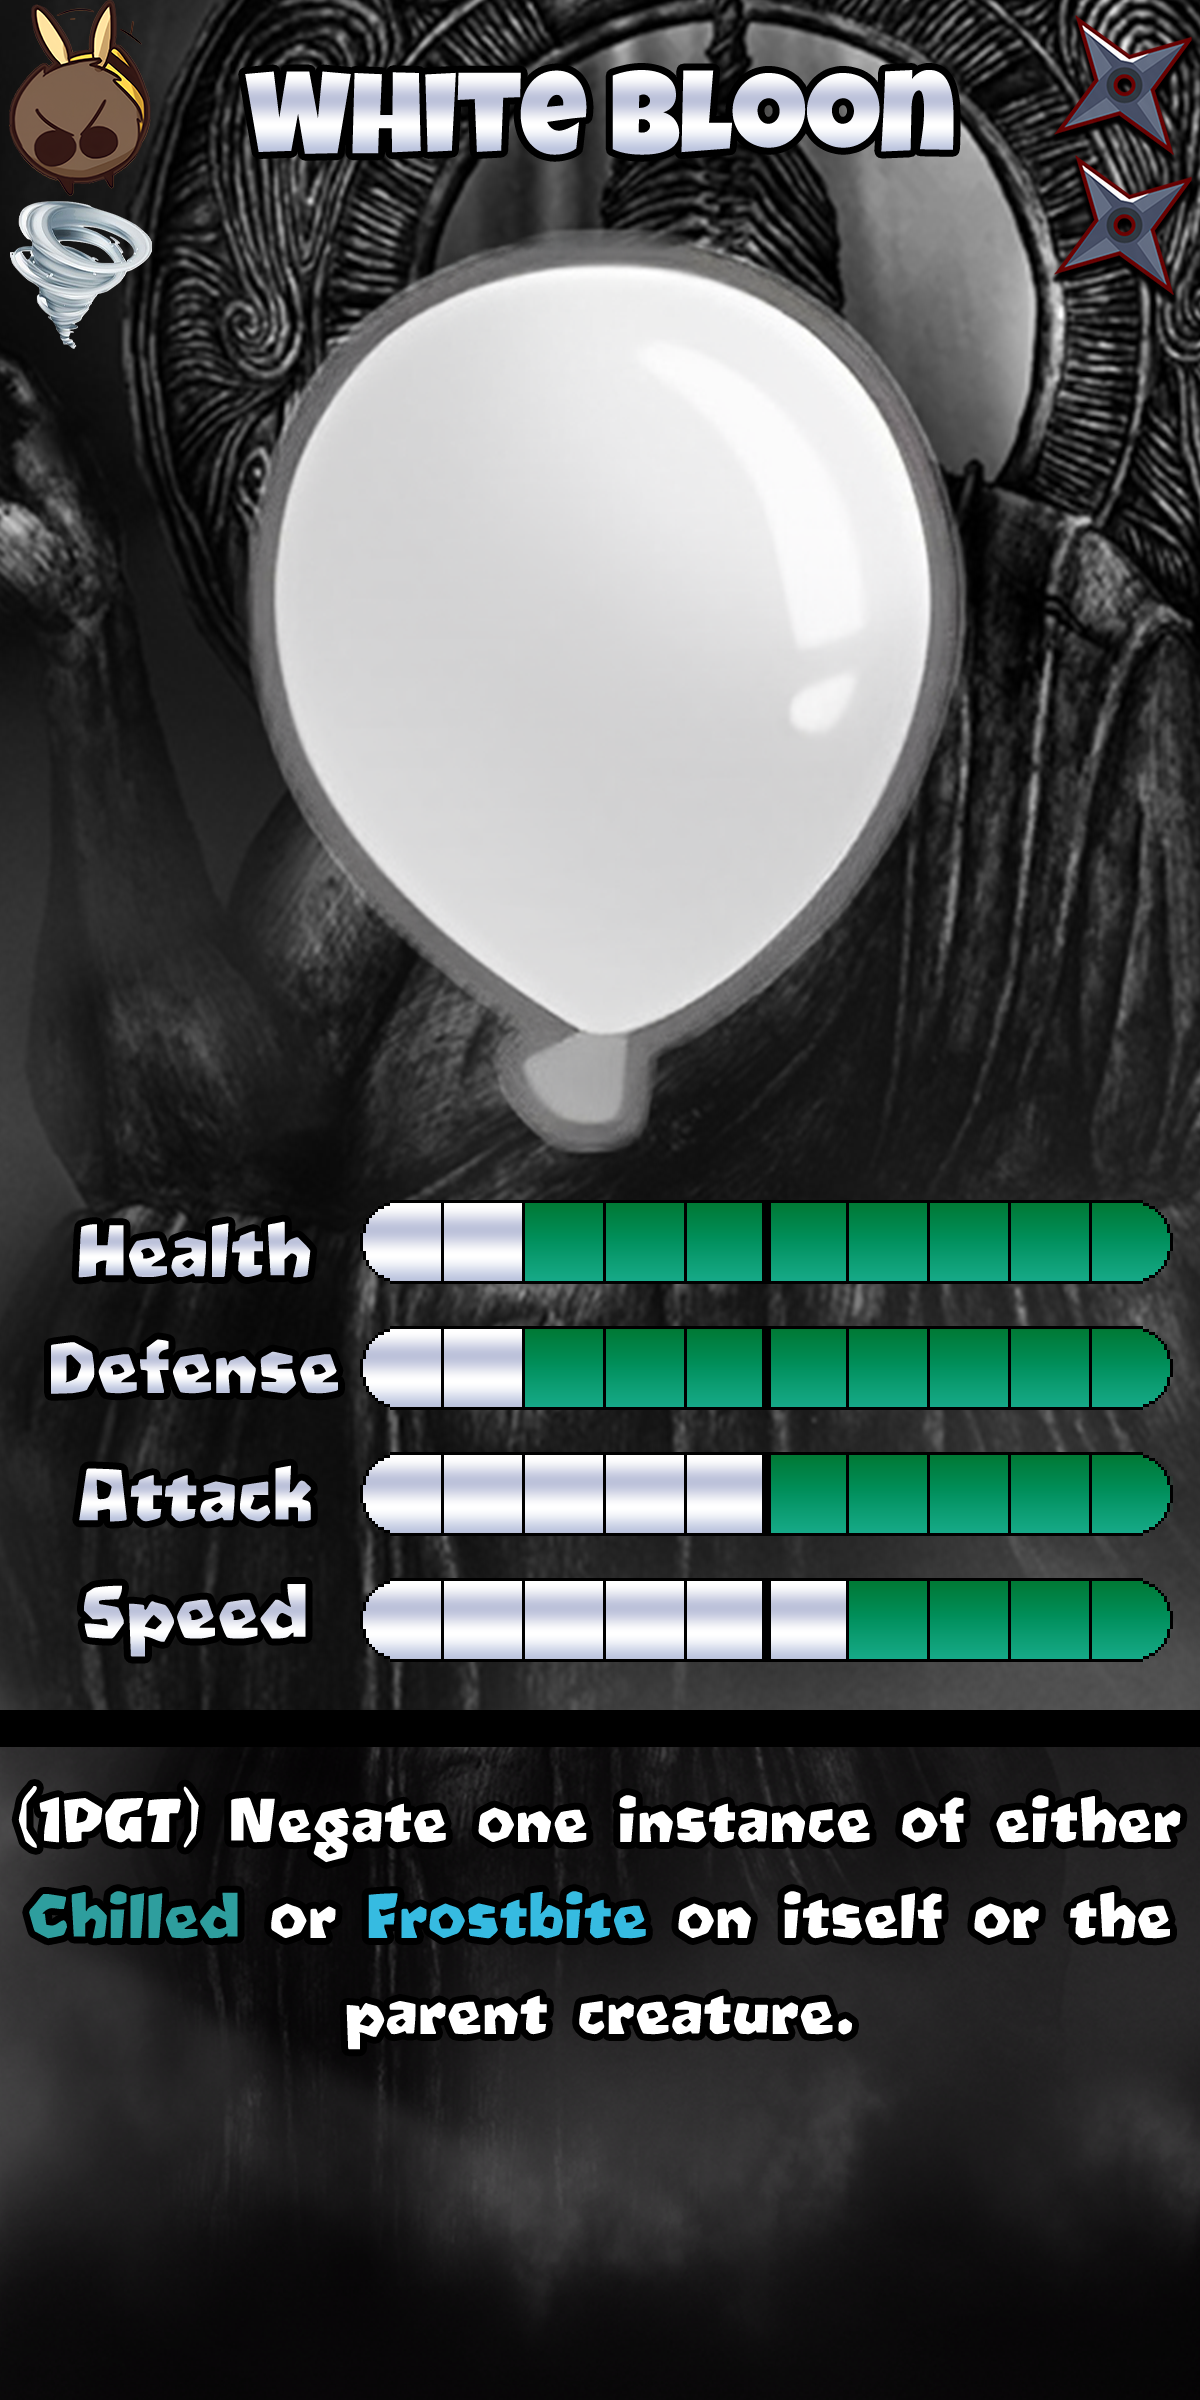 White Bloon
Health
Defense
Attack
Speed
(1PGT) Negate one instance of either
Chilled or Frostbite on itself or the
parent creature.